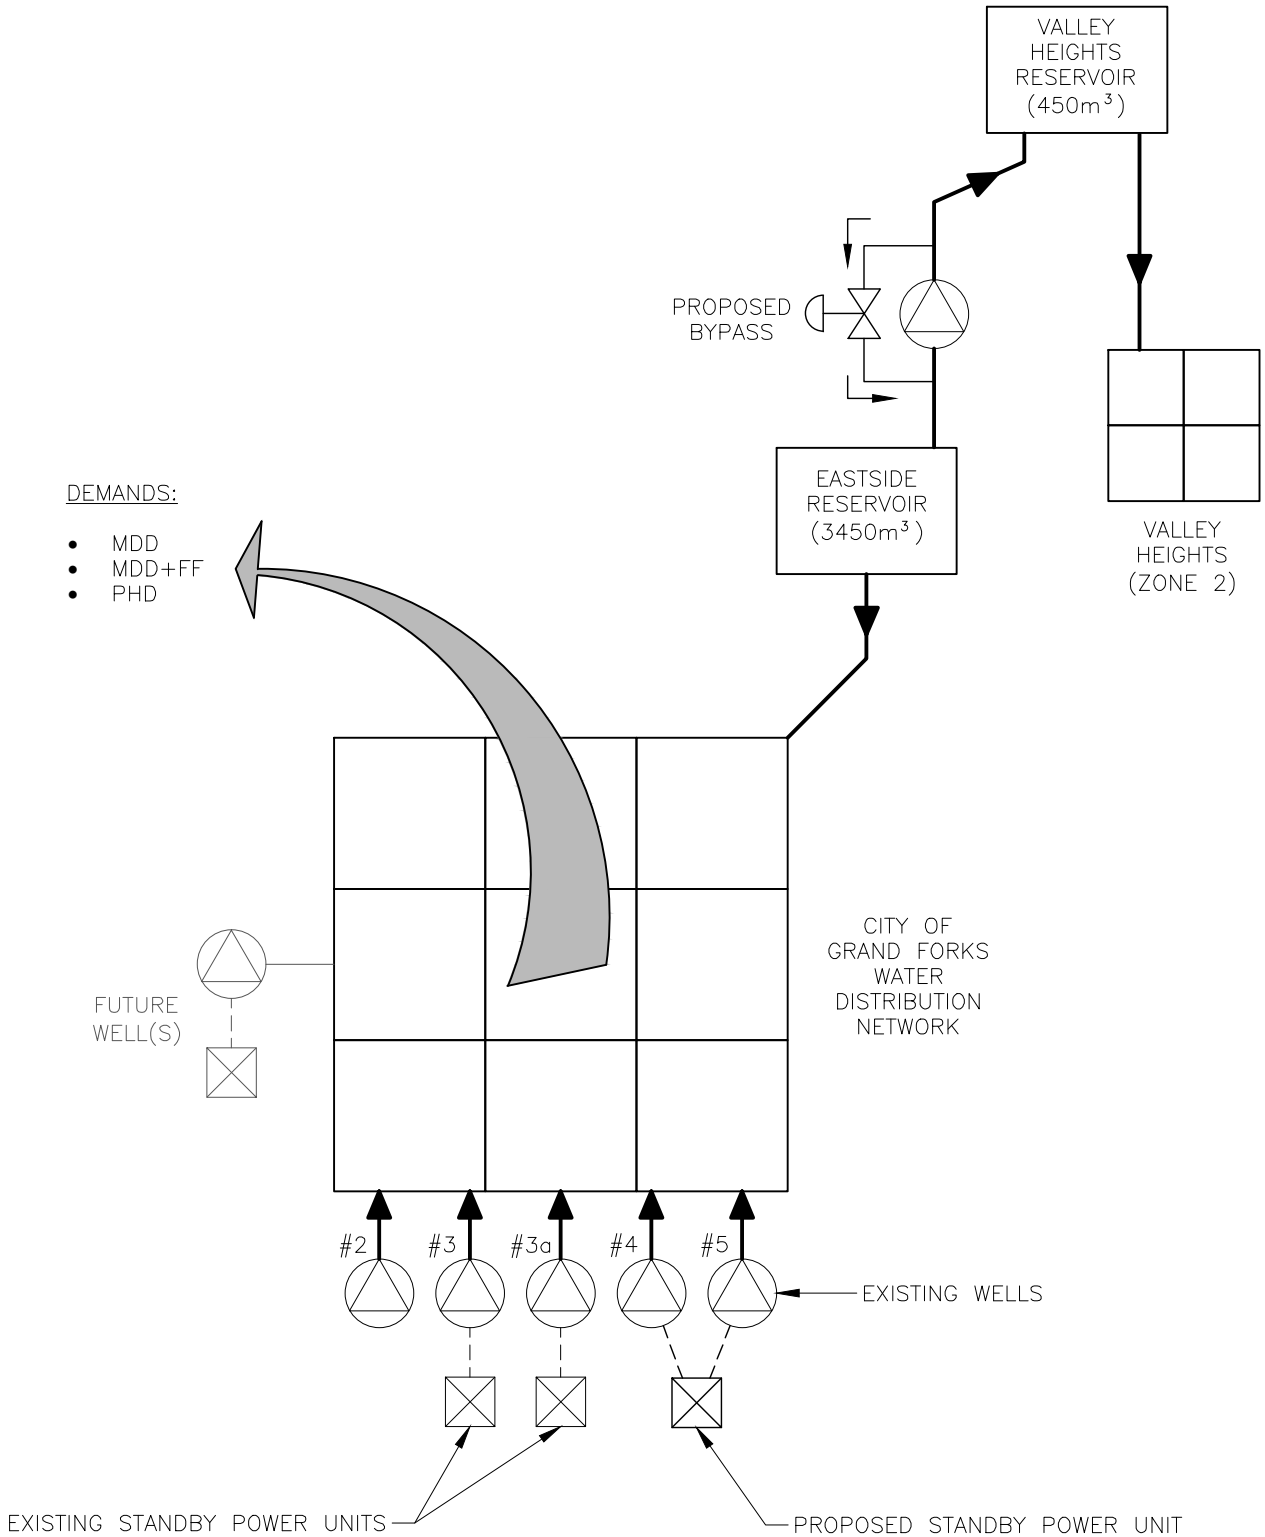 VALLEY
HEIGHTS
RESERVOIR
(450m³)
PROPOSED
BYPASS
EASTSIDE
RESERVOIR
(3450m³)
VALLEY
HEIGHTS
(ZONE 2)
DEMANDS:
• MDD
• MDD+FF
• PHD
CITY OF
GRAND FORKS
WATER
DISTRIBUTION
NETWORK
FUTURE
WELL(S)
#2
#3
#3a
#4
#5
EXISTING WELLS
EXISTING STANDBY POWER UNITS
PROPOSED STANDBY POWER UNIT